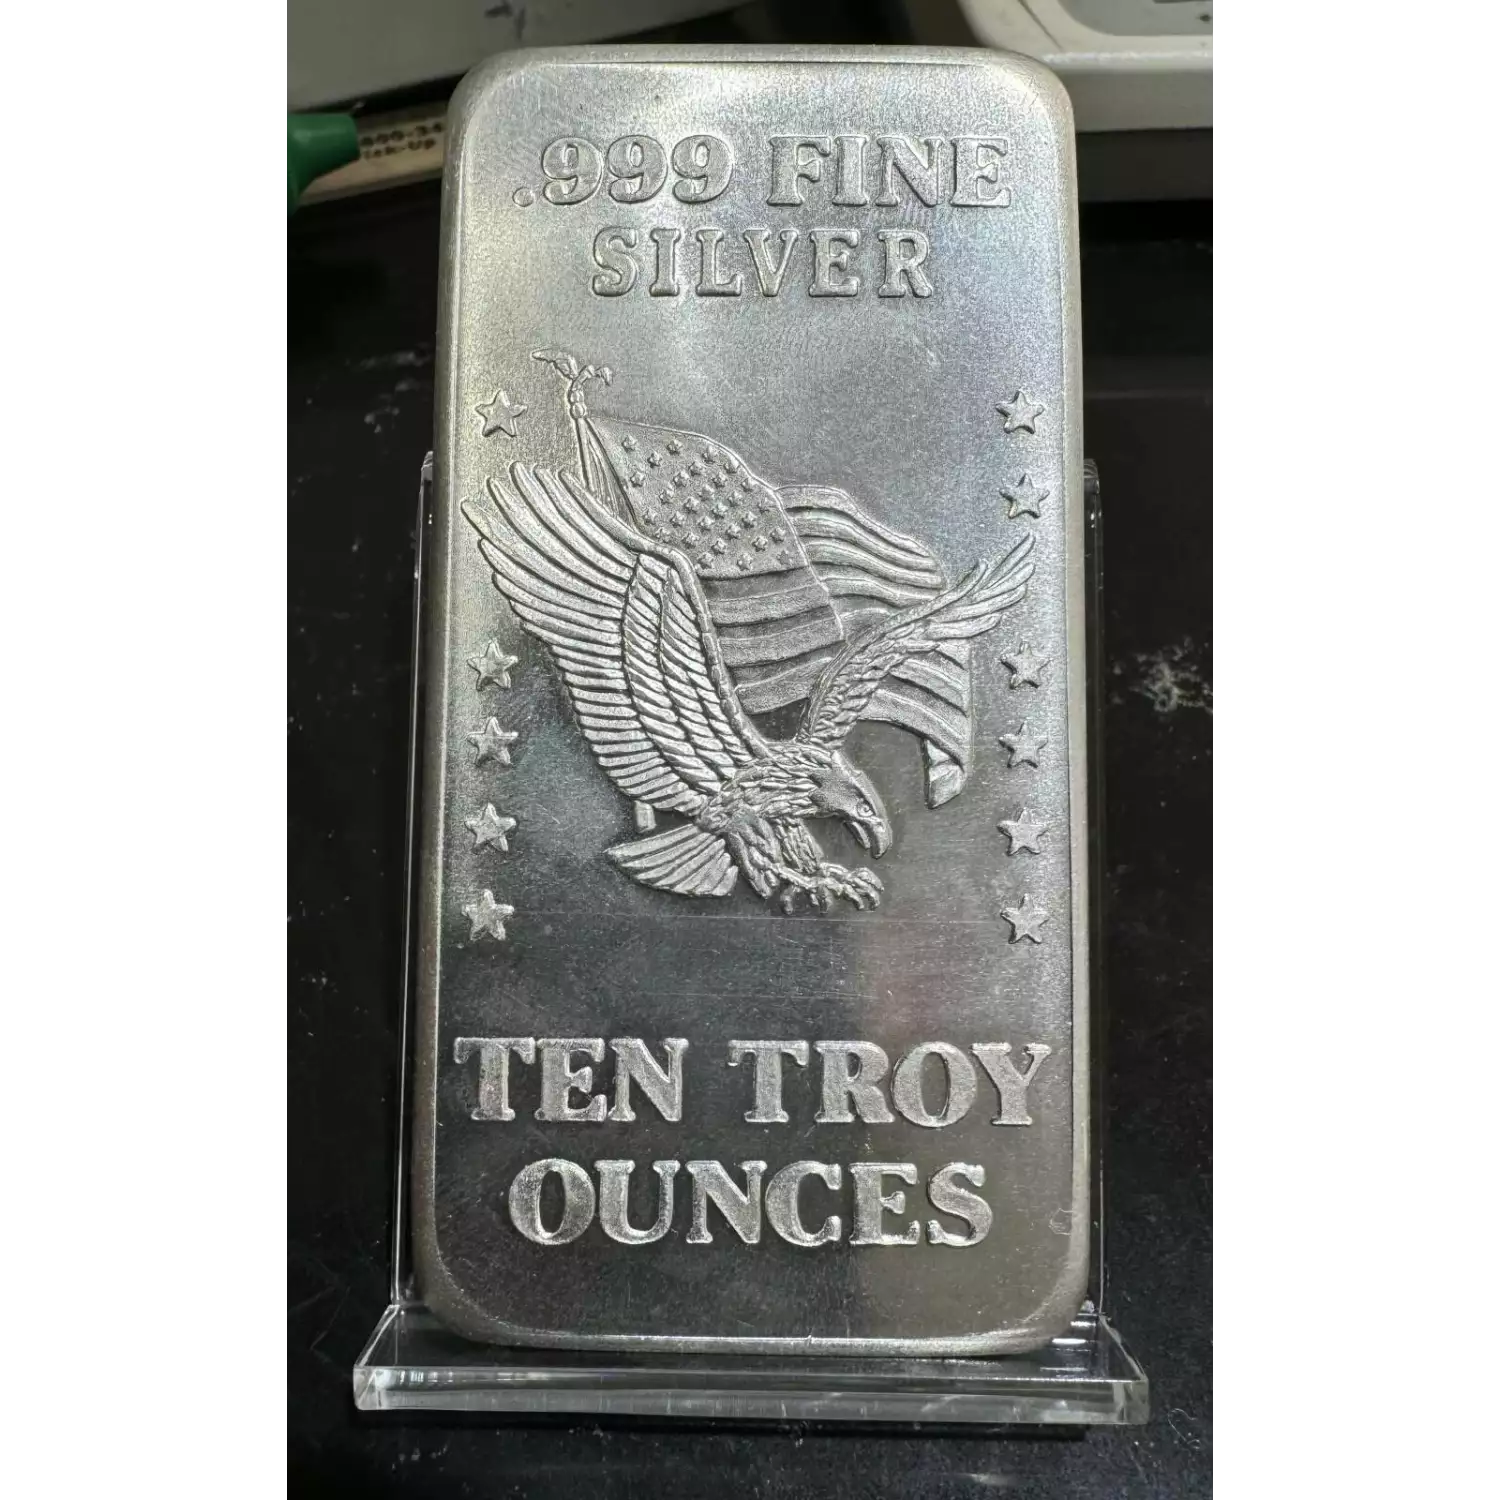 .999 FINE
SILVER
TEN TROY
OUNCES